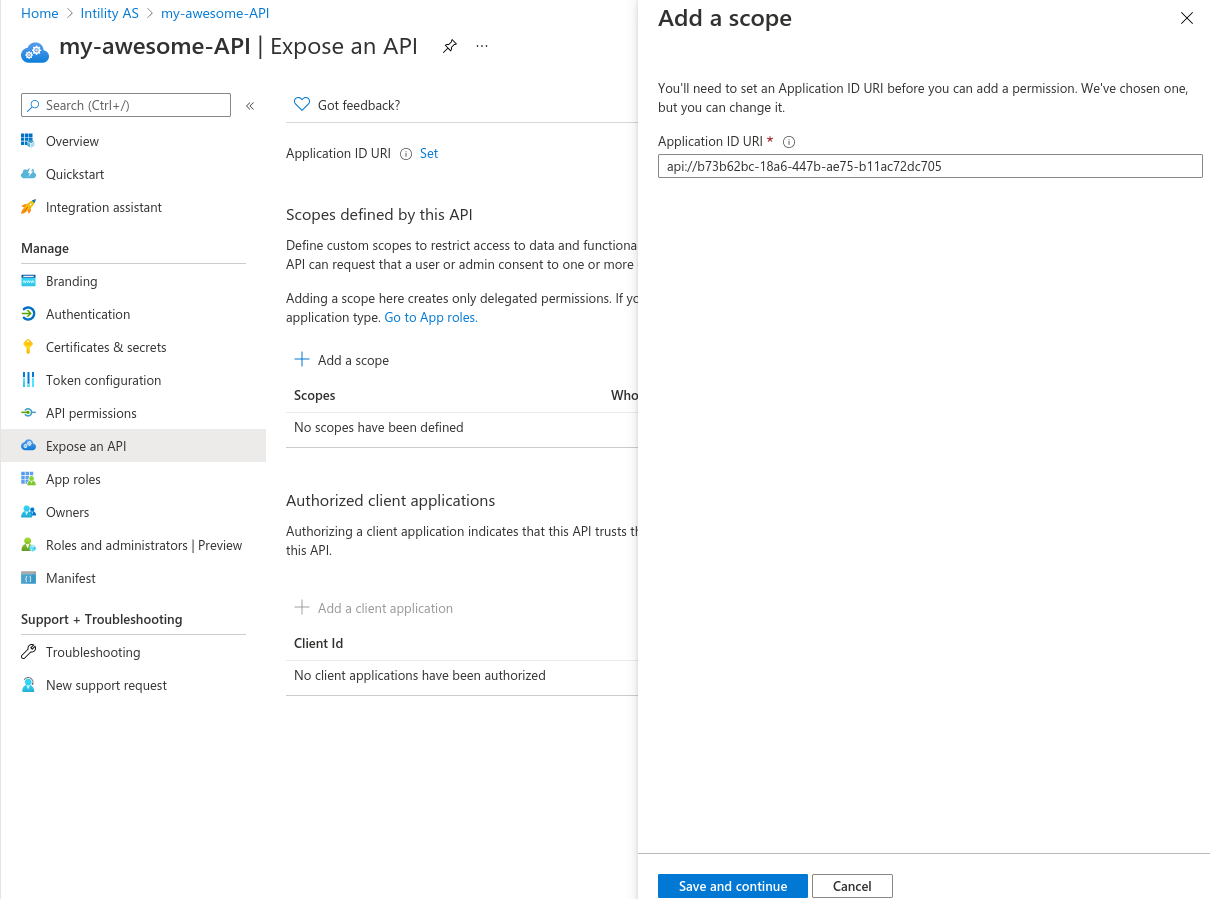 Home > Intility AS > my-awesome-API
my-awesome-API | Expose an API ...
Search (Ctrl+/) «
Overview
Quickstart
Integration assistant
Manage
Branding
Authentication
Certificates & secrets
Token configuration
API permissions
Expose an API
App roles
Owners
Roles and administrators | Preview
Manifest
Support + Troubleshooting
Troubleshooting
New support request
Got feedback?
Application ID URI Set
Scopes defined by this API
Define custom scopes to restrict access to data and functiona
API can request that a user or admin consent to one or more
Adding a scope here creates only delegated permissions. If yo
application type. Go to App roles.
Add a scope
Scopes Who
No scopes have been defined
Authorized client applications
Authorizing a client application indicates that this API trusts th
this API.
Add a client application
Client Id
No client applications have been authorized
Add a scope
You'll need to set an Application ID URI before you can add a permission. We've chosen one,
but you can change it.
Application ID URI *
api://b73b62bc-18a6-447b-ae75-b11ac72dc705
Save and continue Cancel